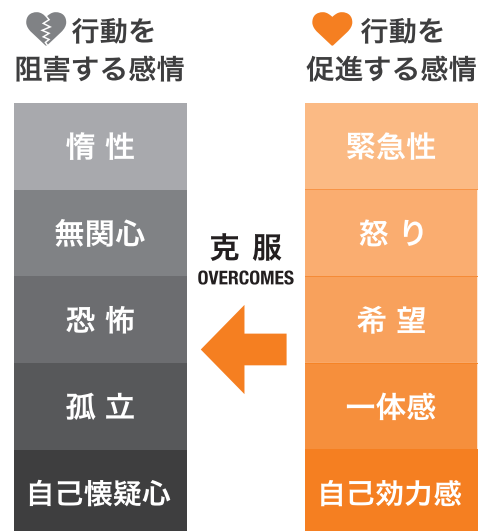 行動を
阻害する感情
惰 性
無関心
恐 怖
孤 立
自己懐疑心
克 服
OVERCOMES
行動を
促進する感情
緊急性
怒 り
希 望
一体感
自己効力感